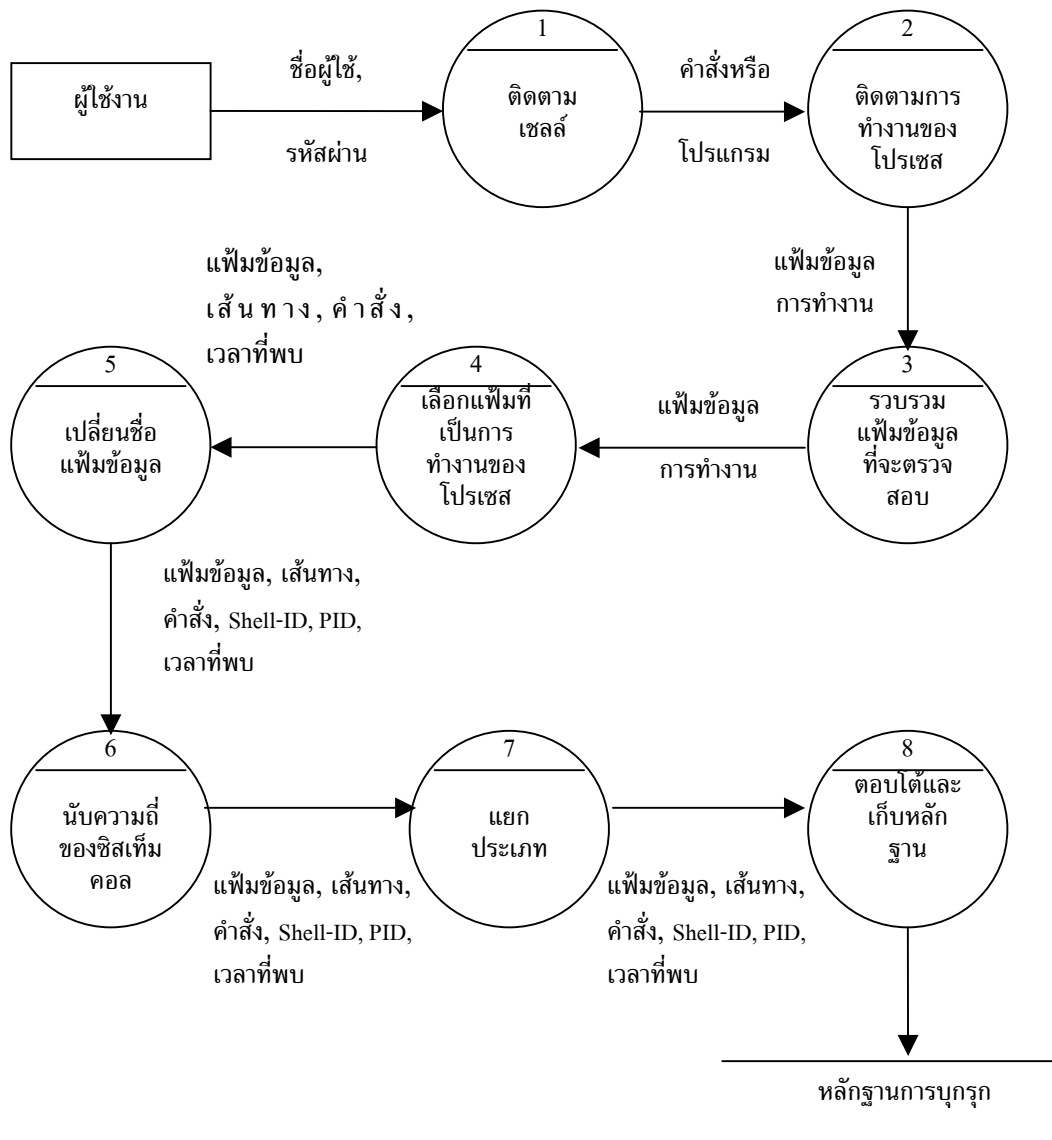 ผู้ใช้งาน
ชื่อผู้ใช้,
รหัสผ่าน
1
ติดตาม
เชลล์
คำสั่งหรือ
โปรแกรม
2
ติดตามการ
ทำงานของ
โปรเซส
แฟ้มข้อมูล
การทำงาน
3
รวบรวม
แฟ้มข้อมูล
ที่จะตรวจ
สอบ
แฟ้มข้อมูล
การทำงาน
4
เลือกแฟ้มที่
เป็นการ
ทำงานของ
โปรเซส
แฟ้มข้อมูล,
เส้นทาง, คำสั่ง,
เวลาที่พบ
5
เปลี่ยนชื่อ
แฟ้มข้อมูล
แฟ้มข้อมูล, เส้นทาง,
คำสั่ง, Shell-ID, PID,
เวลาที่พบ
6
นับความถี่
ของซิสเท็ม
คอล
แฟ้มข้อมูล, เส้นทาง,
คำสั่ง, Shell-ID, PID,
เวลาที่พบ
7
แยก
ประเภท
แฟ้มข้อมูล, เส้นทาง,
คำสั่ง, Shell-ID, PID,
เวลาที่พบ
8
ตอบโต้และ
เก็บหลัก
ฐาน
หลักฐานการบุกรุก